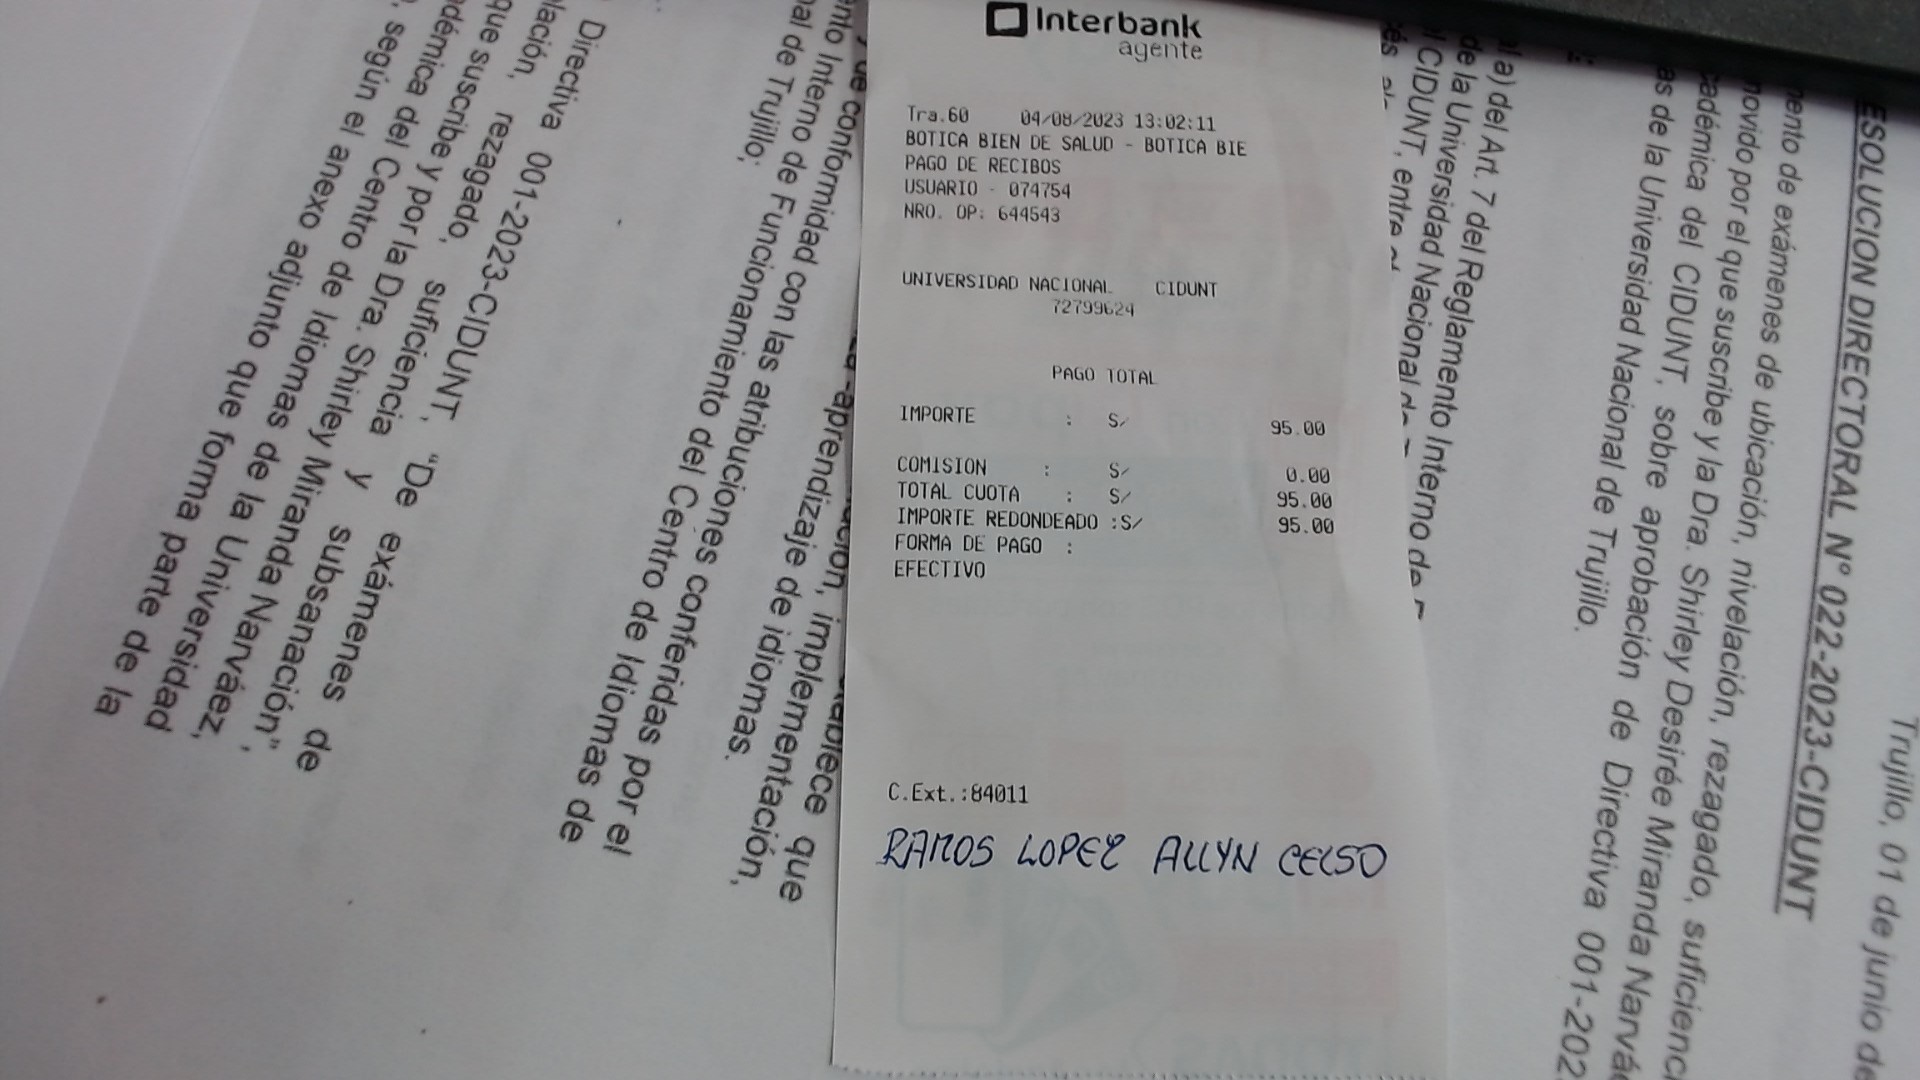 Interbank
agente
Tra.60 04/08/2023 13:02:11
BOTICA BIEN DE SALUD - BOTICA BIE
PAGO DE RECIBOS
USUARIO - 074754
NRO. OP: 644543
UNIVERSIDAD NACIONAL CIDUNT
72799624
PAGO TOTAL
IMPORTE : S/ 95.00
COMISION : S/ 0.00
TOTAL CUOTA : S/ 95.00
IMPORTE REDONDEADO :S/ 95.00
FORMA DE PAGO :
EFECTIVO
C.Ext.:84011
RAMOS LOPEZ ALLYN CELSO
Trujillo, 01 de junio de
ESOLUCION DIRECTORAL N° 022-2023-CIDUNT
de exámenes de ubicación, nivelación, rezagado, suficienci
novido por el que suscribe y la Dra. Shirley Desirée Miranda Narvá
cadémica del CIDUNT, sobre aprobación de Directiva 001-202
as de la Universidad Nacional de Trujillo.
del Art. 7 del Reglamento Interno de
de la Universidad Nacional de
l CIDUNT, entre
implementación,
-aprendizaje de idiomas.
de conformidad con las atribuciones conferidas por el
nto Interno de Funcionamiento del Centro de Idiomas de
nal de Trujillo;
Directiva 001-2023-CIDUNT, "De exámenes de
lación, rezagado, suficiencia y subsanación",
que suscribe y por la Dra. Shirley Miranda Narváez,
adémica del Centro de Idiomas de la Universidad
, según el anexo adjunto que forma parte de la